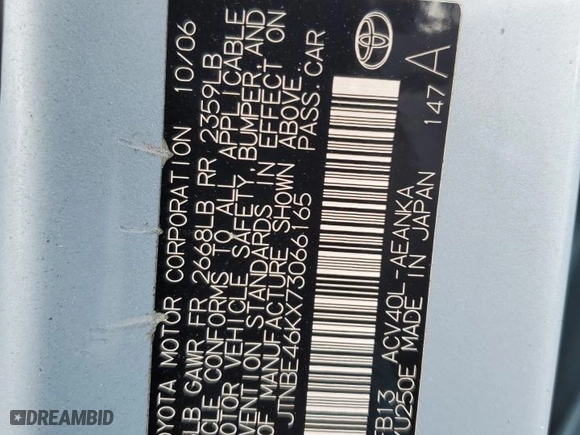 TOYOTA MOTOR CORPORATION 10/06
LB GAWR FR 2668LB RR 2359LB
CLE CONFORMS TO ALL APPLICABLE
MOTOR VEHICLE SAFETY, BUMPER, AND
VENTION STANDARDS IN EFFECT ON
OF MANUFACTURE SHOWN ABOVE
JTNBE46KX73066165 PASS. CAR
FB13 ACV40L-AEANKA
U250E MADE IN JAPAN
147 A
DREAMBID